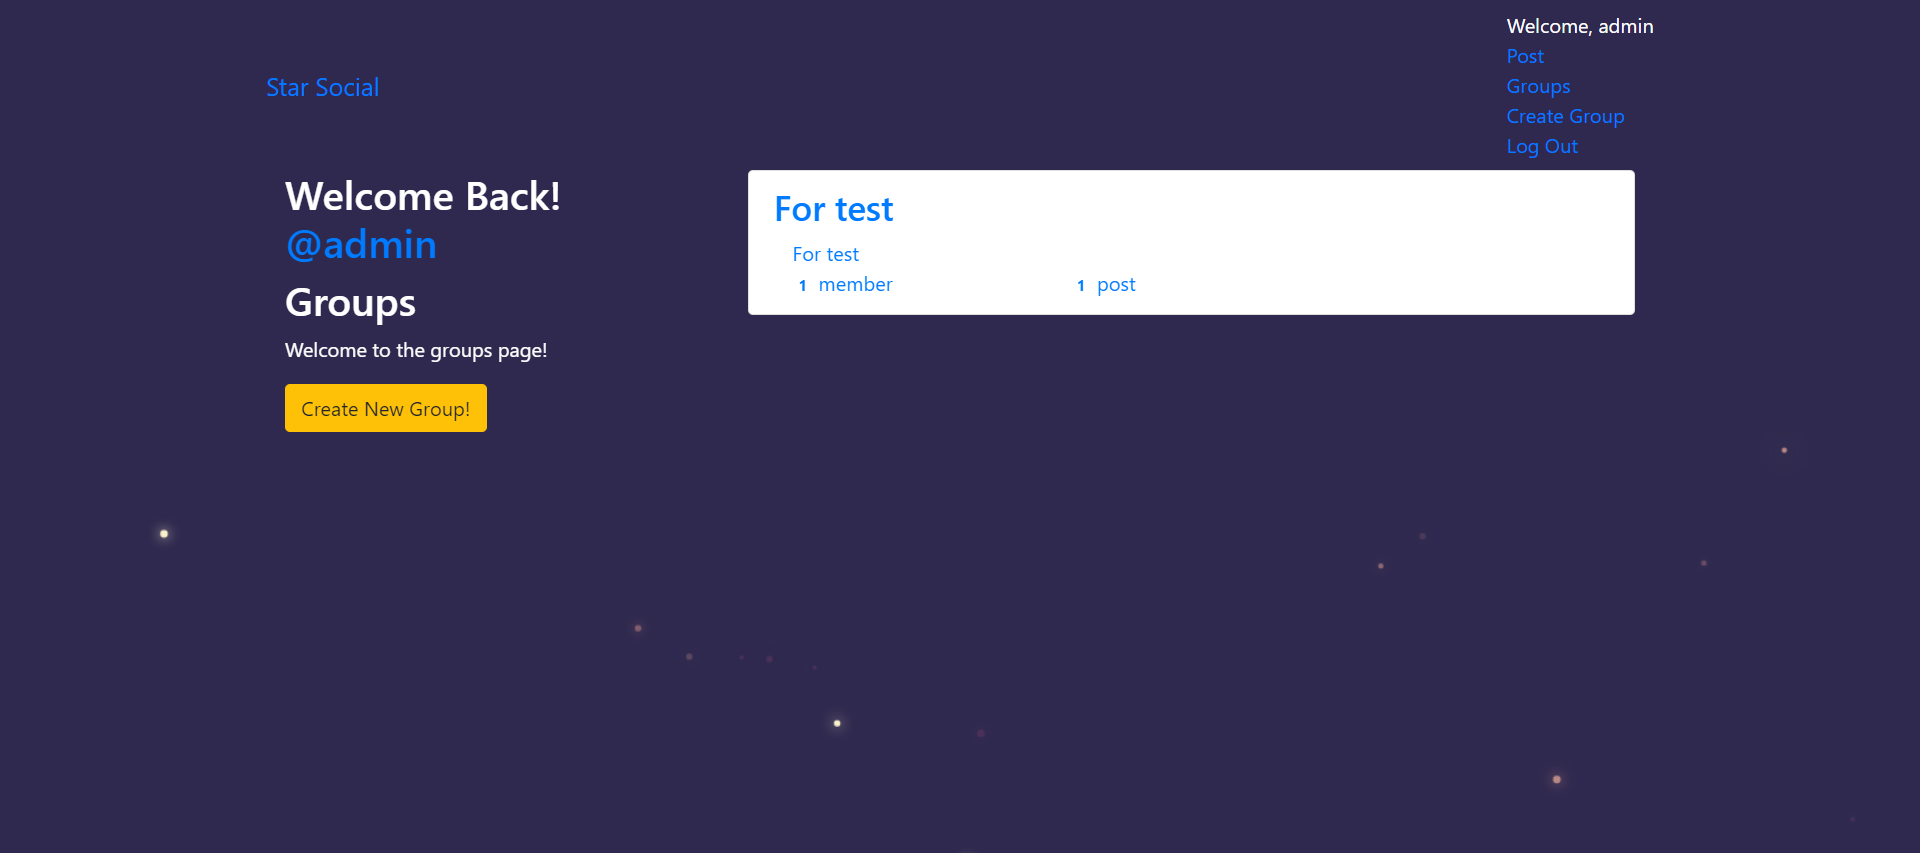 Welcome, admin
Post
Groups
Create Group
Log Out
Star Social
Welcome Back!
@admin
Groups
Welcome to the groups page!
Create New Group!
For test
For test
1 member 1 post